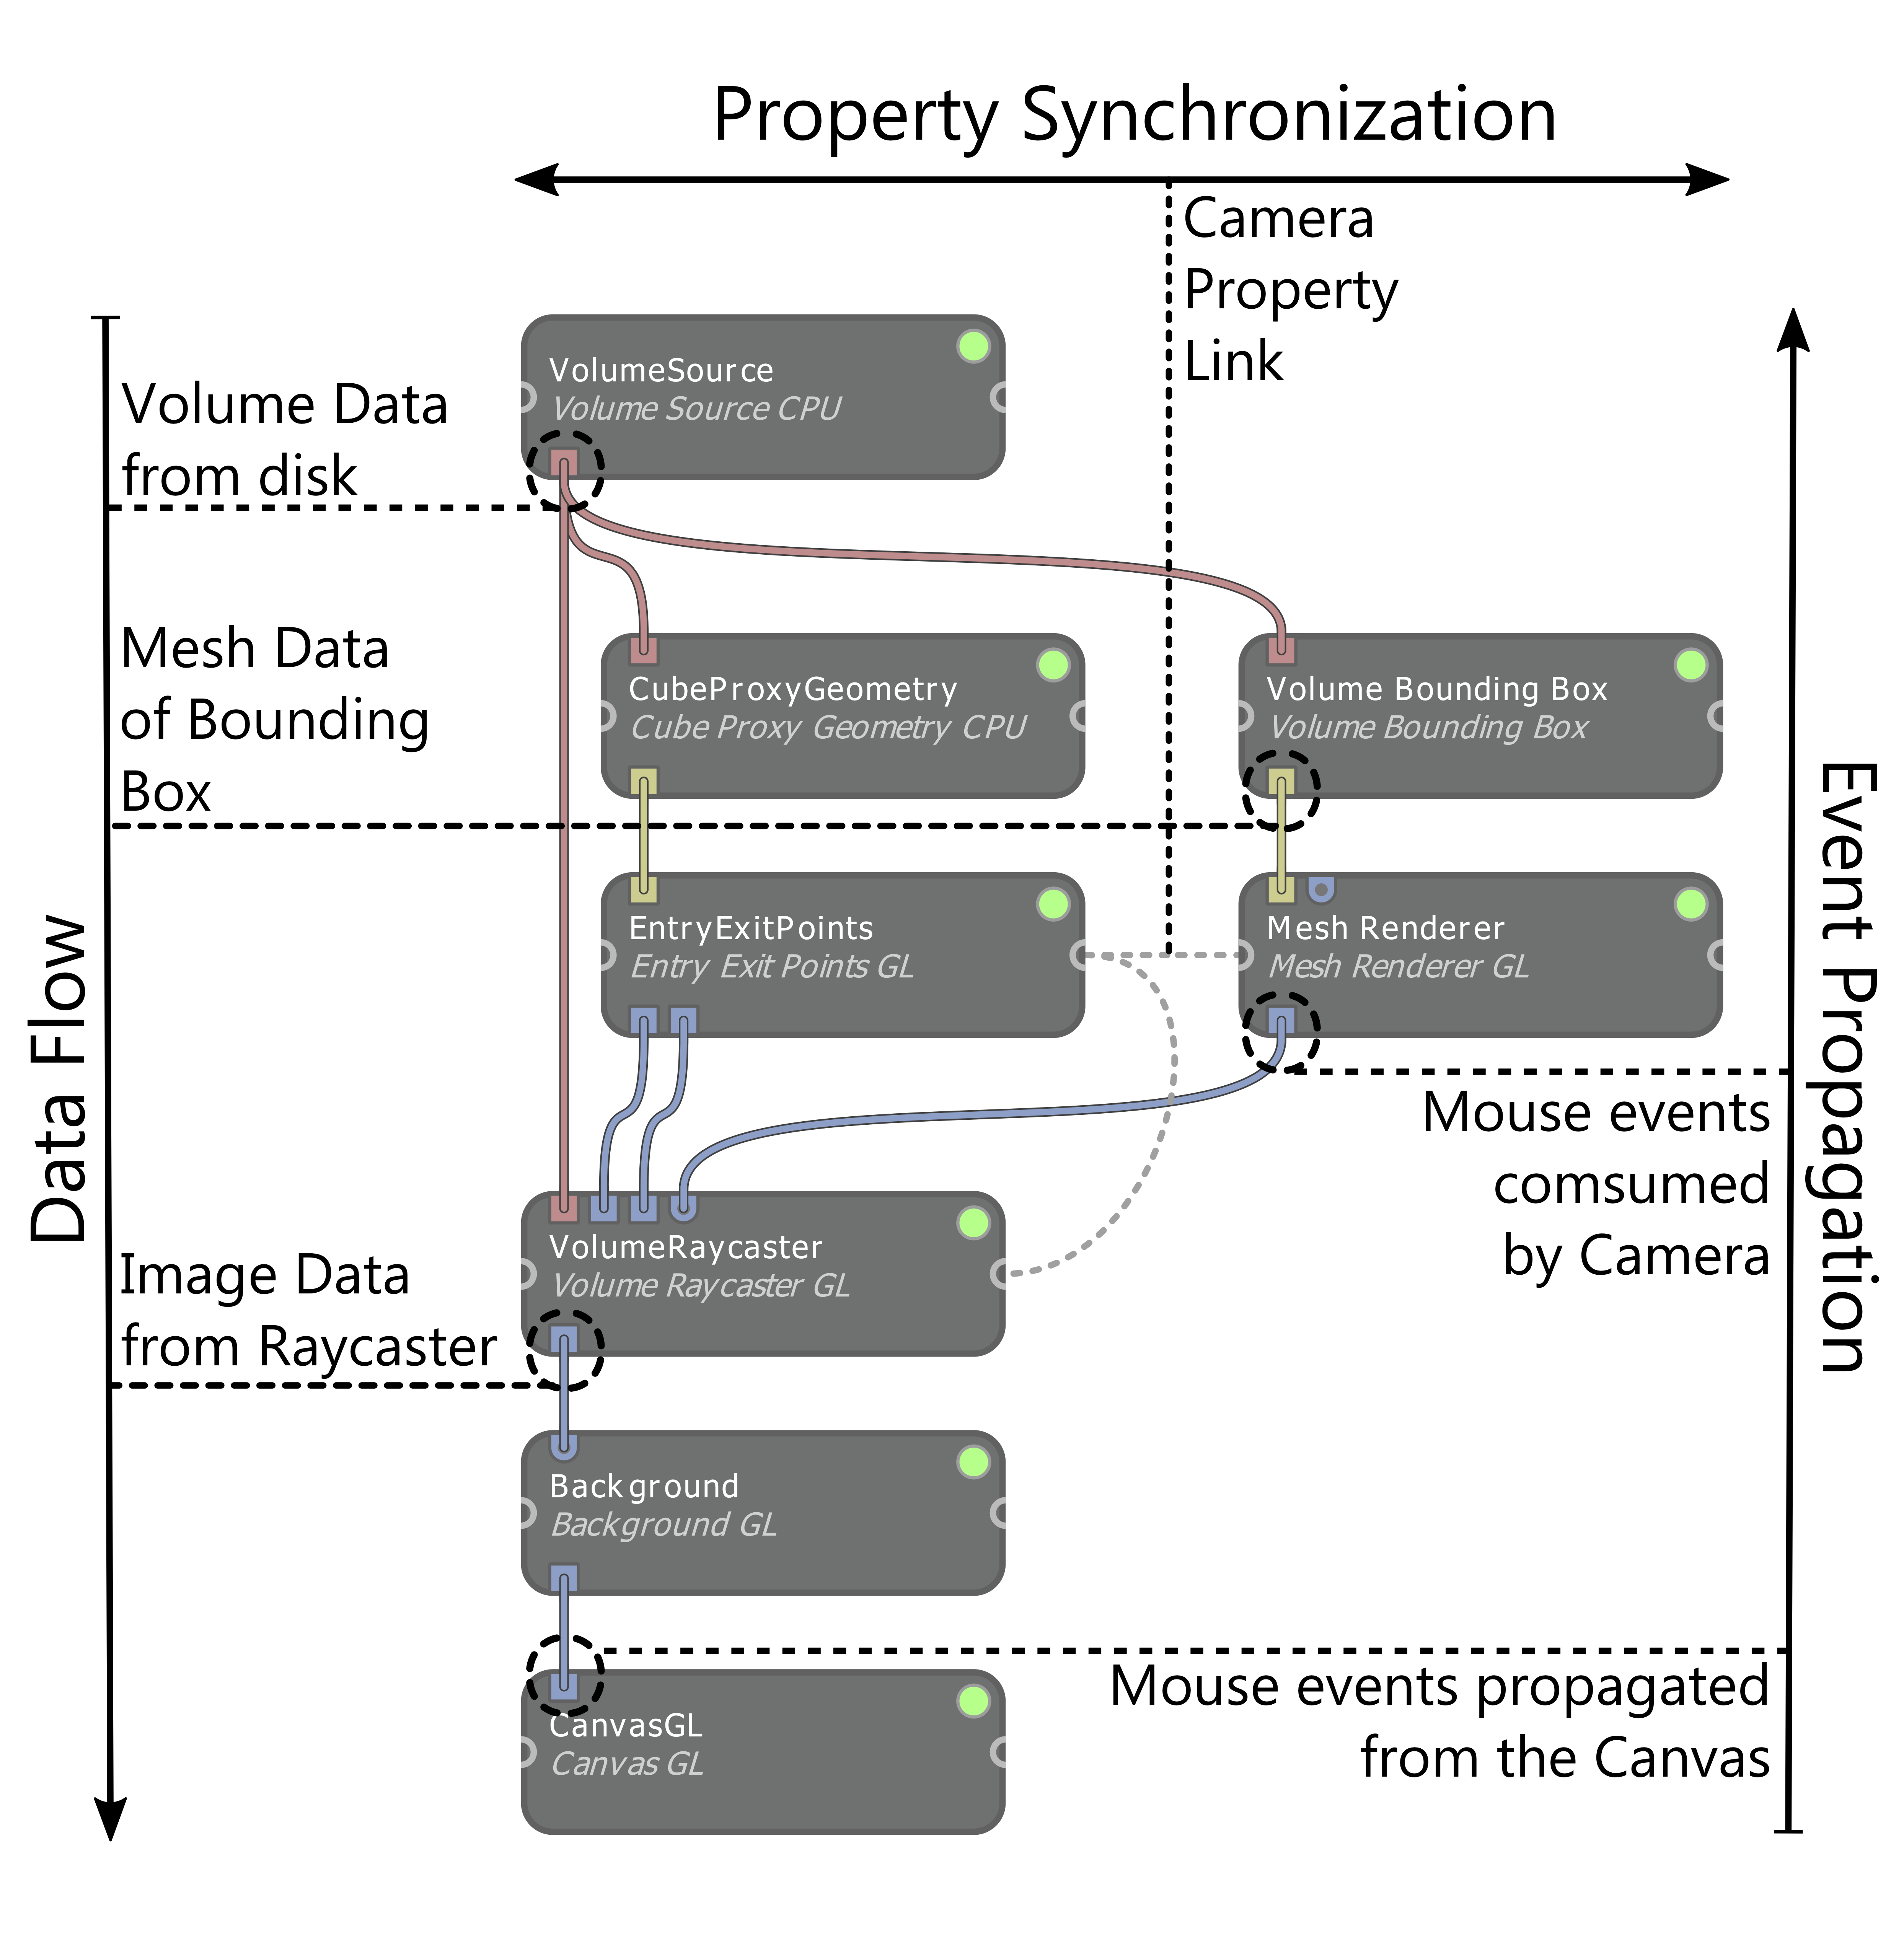 Property Synchronization
Camera
Property
Link
VolumeSource
Volume Source CPU
Volume Data
from disk
Mesh Data
of Bounding
Box
CubeProxyGeometry
Cube Proxy Geometry CPU
Volume Bounding Box
Volume Bounding Box
EntryExitPoints
Entry Exit Points GL
Mesh Renderer
Mesh Renderer GL
Data Flow
Event Propagation
Mouse events
comsumed
by Camera
VolumeRaycaster
Volume Raycaster GL
Image Data
from Raycaster
Background
Background GL
Mouse events propagated
from the Canvas
CanvasGL
Canvas GL